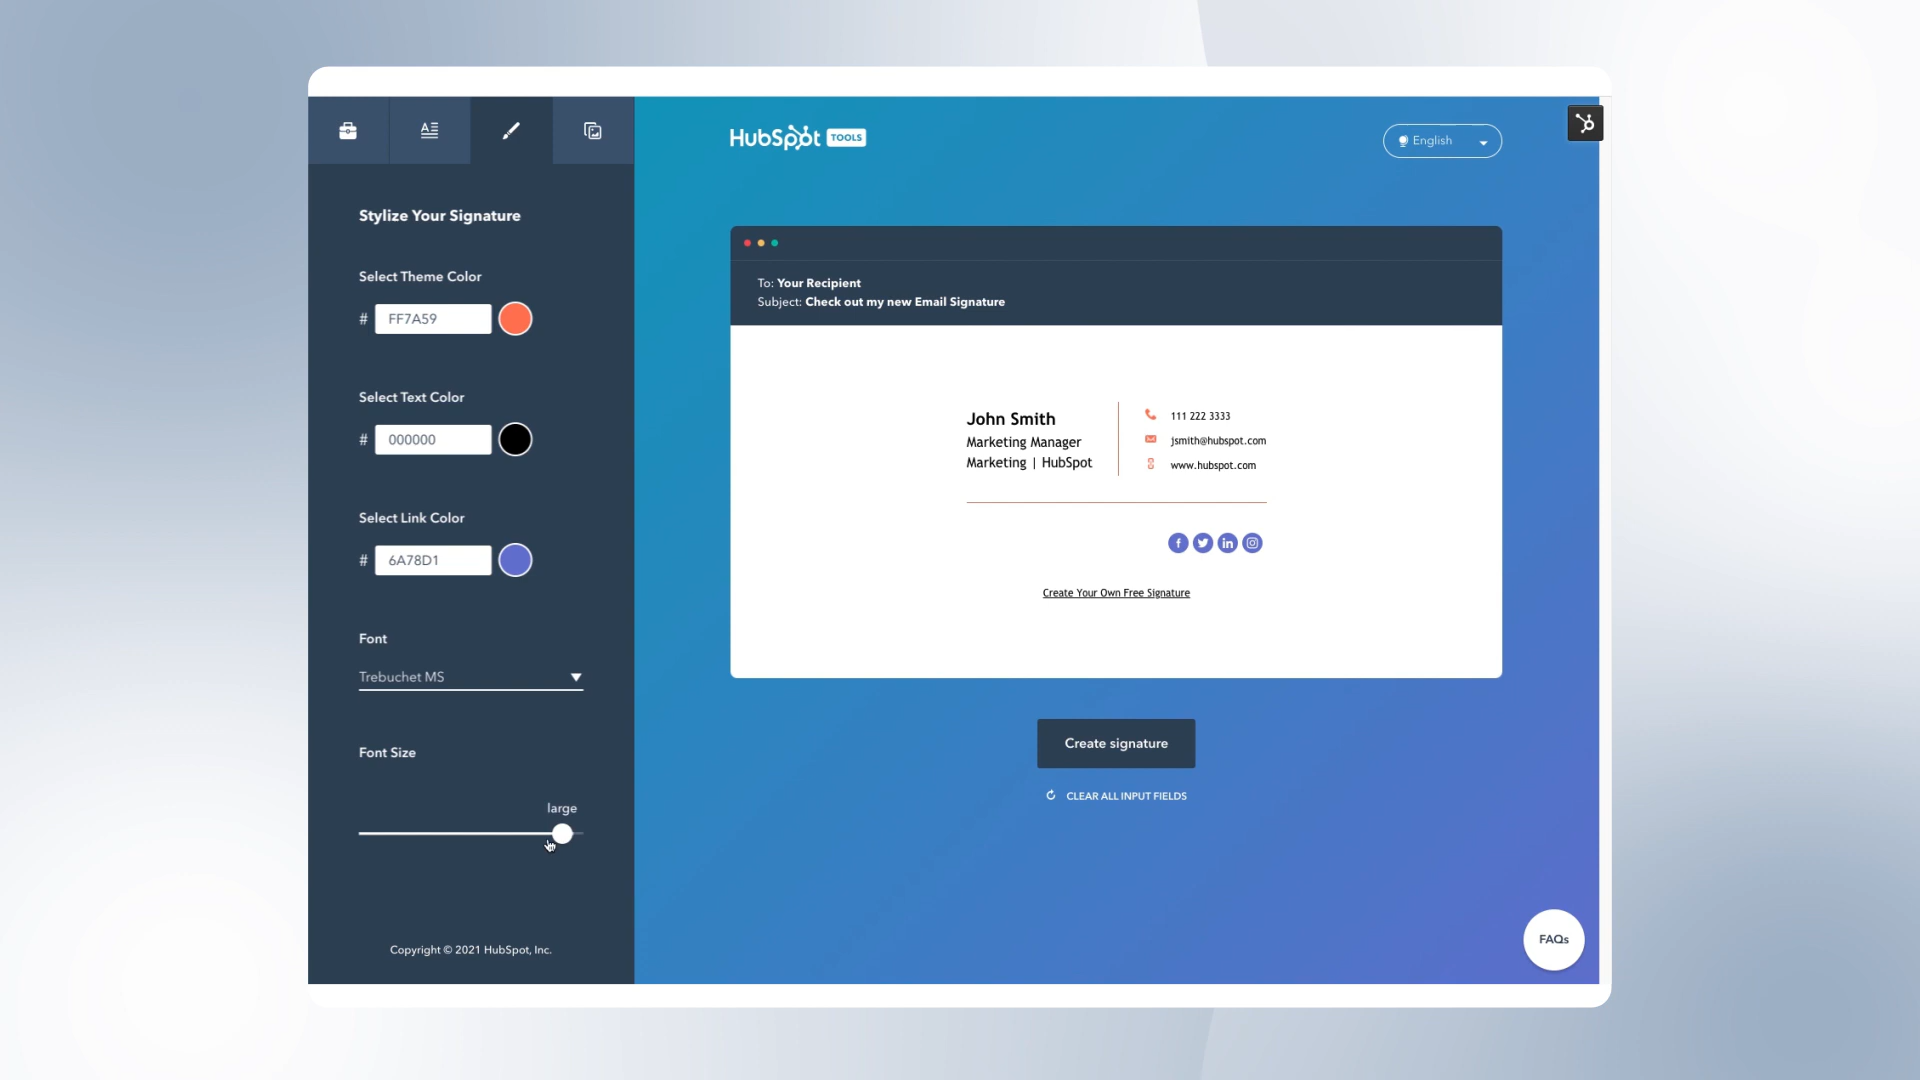 Stylize Your Signature
Select Theme Color
# FF7A59
Select Text Color
# 000000
Select Link Color
# 6A78D1
Font
Trebuchet MS
Font Size
large
Copyright © 2021 HubSpot, Inc.
HubSpot TOOLS
English
To: Your Recipient
Subject: Check out my new Email Signature
John Smith
Marketing Manager
Marketing | HubSpot
111 222 3333
jsmith@hubspot.com
www.hubspot.com
Create Your Own Free Signature
Create signature
CLEAR ALL INPUT FIELDS
FAQs